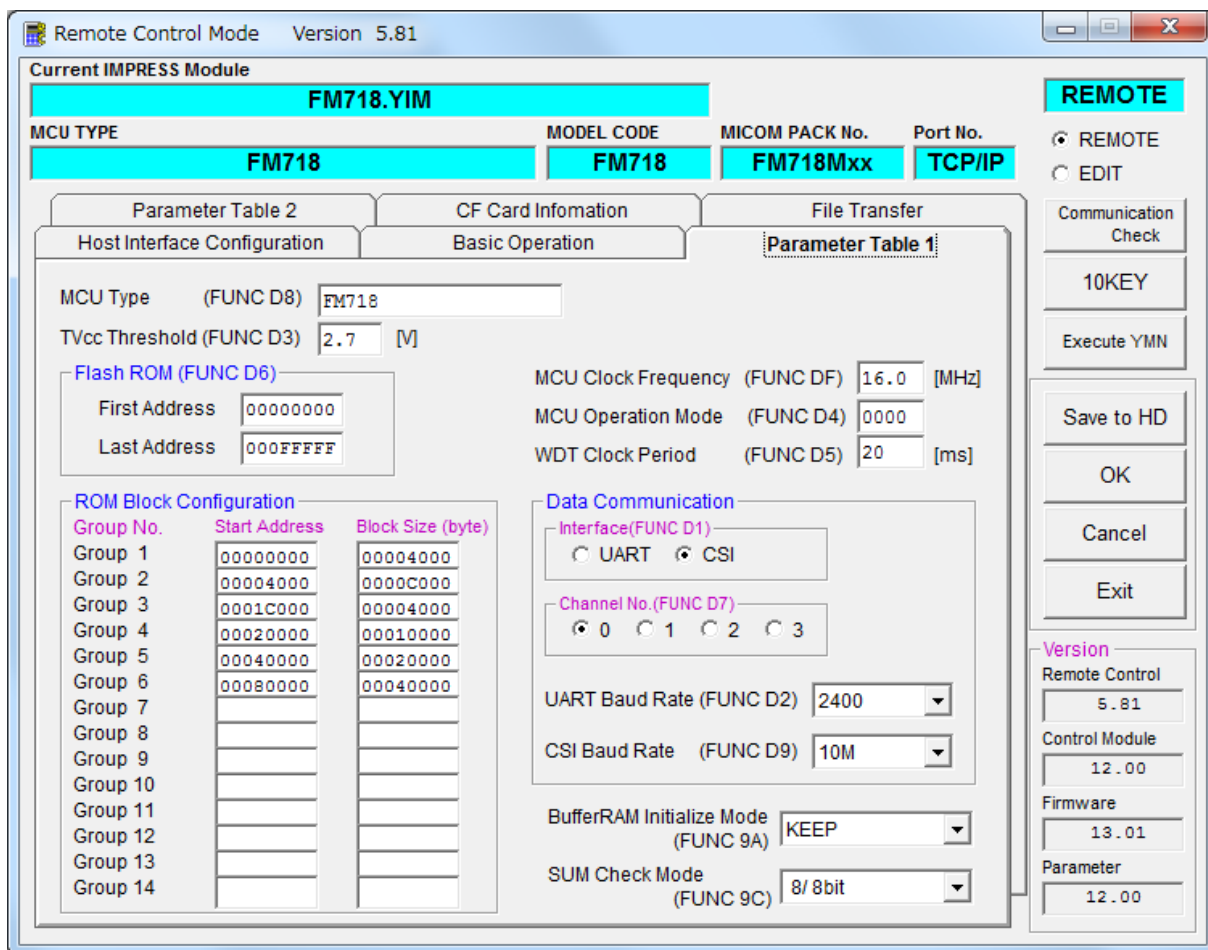 Remote Control Mode Version 5.81
Current IMPRESS Module
FM718.YIM
MCU TYPE MODEL CODE MICOM PACK No. Port No.
FM718 FM718 FM718Mxx TCP/IP
REMOTE
REMOTE
EDIT
Parameter Table 2 CF Card Infomation File Transfer
Host Interface Configuration Basic Operation Parameter Table 1
MCU Type (FUNC D8) FM718
TVcc Threshold (FUNC D3) 2.7 [V]
Flash ROM (FUNC D6)
First Address 00000000
Last Address 000FFFFF
MCU Clock Frequency (FUNC DF) 16.0 [MHz]
MCU Operation Mode (FUNC D4) 0000
WDT Clock Period (FUNC D5) 20 [ms]
ROM Block Configuration
Group No. Start Address Block Size (byte)
Group 1 00000000 00004000
Group 2 00004000 0000C000
Group 3 0001C000 00004000
Group 4 00020000 00010000
Group 5 00040000 00020000
Group 6 00080000 00040000
Group 7
Group 8
Group 9
Group 10
Group 11
Group 12
Group 13
Group 14
Data Communication
Interface(FUNC D1)
UART CSI
Channel No.(FUNC D7)
0 1 2 3
UART Baud Rate (FUNC D2) 2400
CSI Baud Rate (FUNC D9) 10M
BufferRAM Initialize Mode
(FUNC 9A) KEEP
SUM Check Mode
(FUNC 9C) 8/ 8bit
Communication
Check
10KEY
Execute YMN
Save to HD
OK
Cancel
Exit
Version
Remote Control
5.81
Control Module
12.00
Firmware
13.01
Parameter
12.00